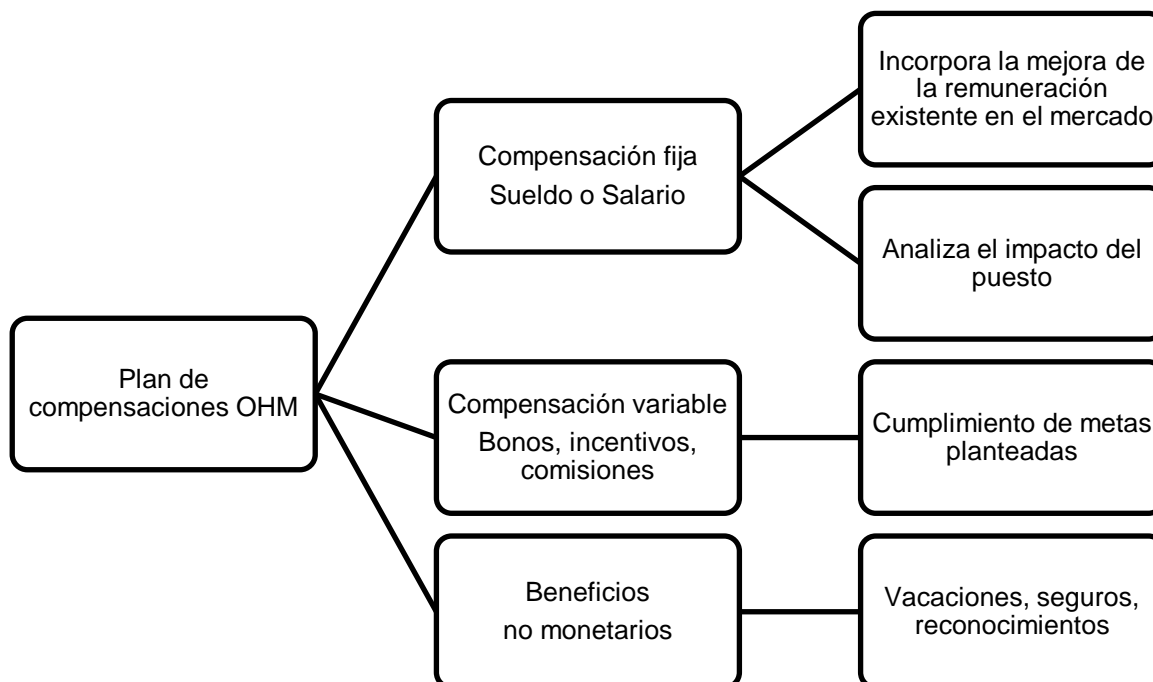 Plan de
compensaciones OHM
Compensación fija
Sueldo o Salario
Incorpora la mejora de
la remuneración
existente en el mercado
Analiza el impacto del
puesto
Compensación variable
Bonos, incentivos,
comisiones
Cumplimiento de metas
planteadas
Beneficios
no monetarios
Vacaciones, seguros,
reconocimientos